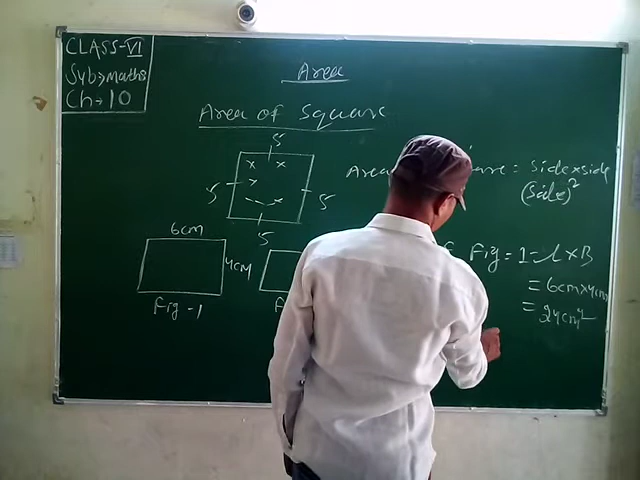 CLASS-VI
Sub→maths
Ch→10
Area
Area of Square
5
5
5
5
Area = Side×side
(Side)²
6cm
4cm
Fig-1
Fig=1=L×B
=6cm×4cm
=
24cm²